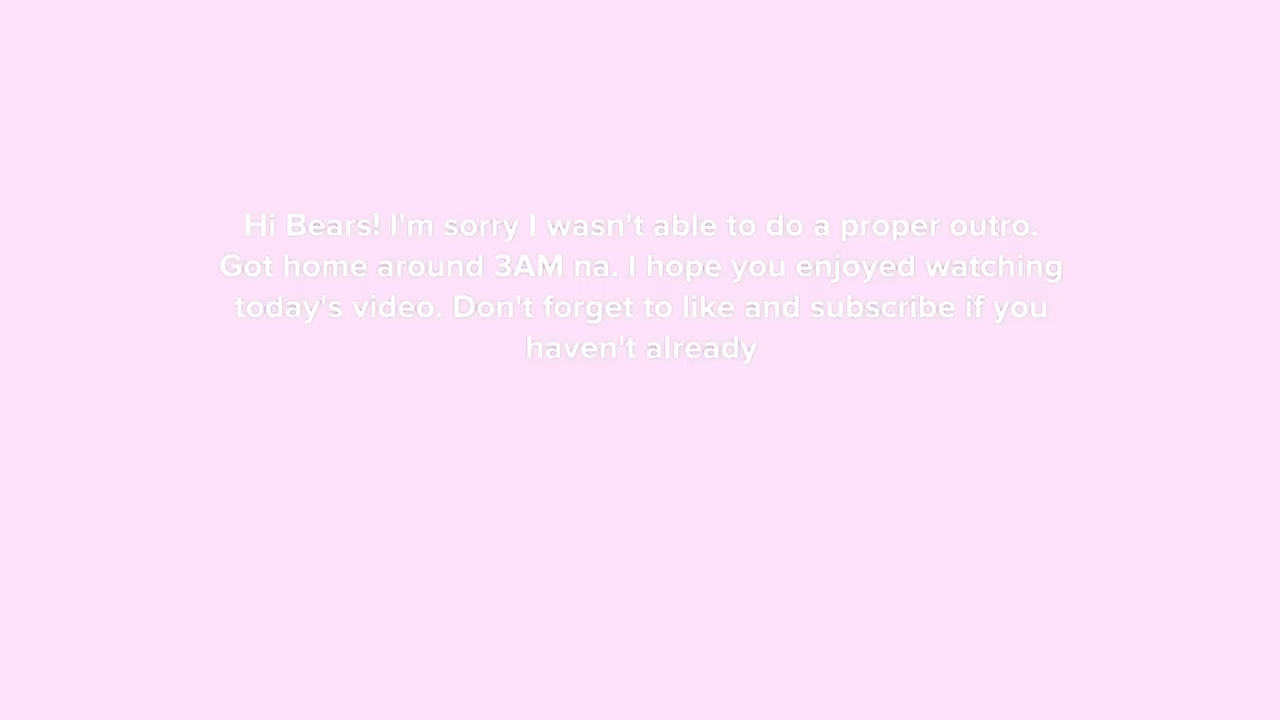 Hi Bears! I'm sorry I wasn't able to do a proper outro.
Got home around 3AM na. I hope you enjoyed watching
today's video. Don't forget to like and subscribe if you
haven't already